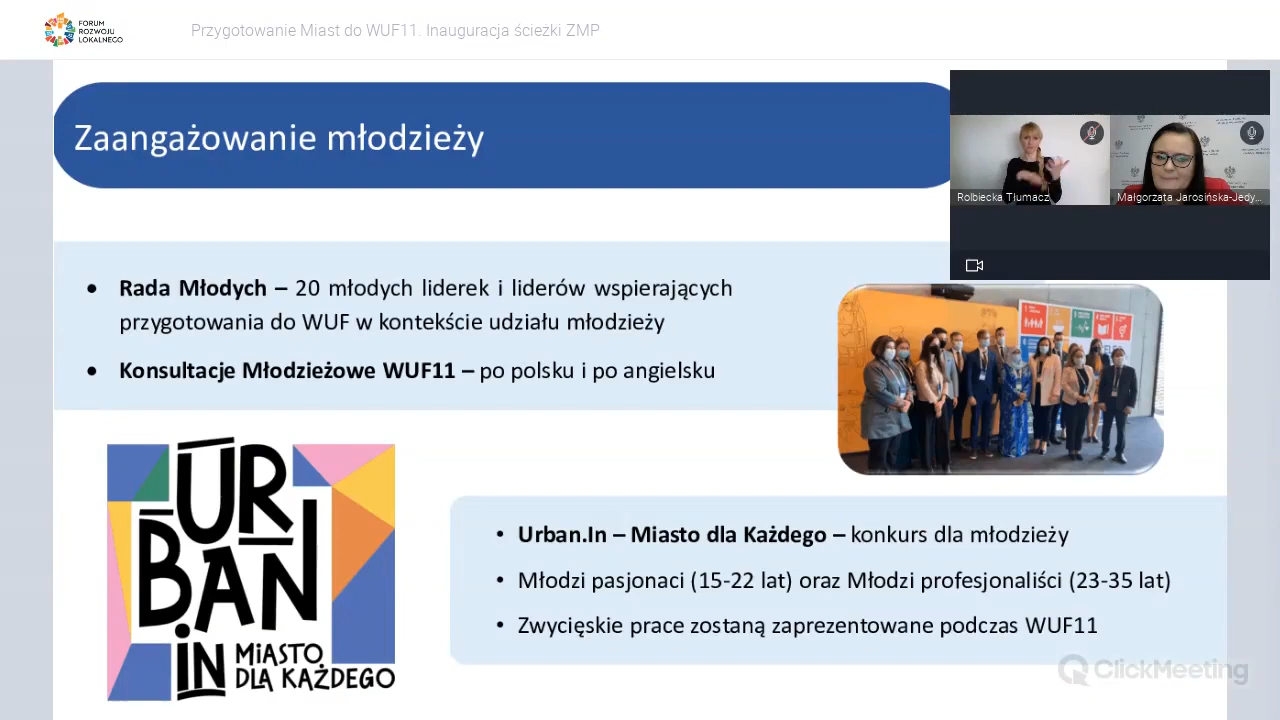 FORUM
ROZWOJU
LOKALNEGO
Przygotowanie Miast do WUF11. Inauguracja ścieżki ZMP
Zaangażowanie młodzieży
Rolbiecka Tłumacz
Małgorzata Jarosińska-Jedy...
• Rada Młodych – 20 młodych liderek i liderów wspierających
przygotowania do WUF w kontekście udziału młodzieży
• Konsultacje Młodzieżowe WUF11 – po polsku i po angielsku
URBAN
IN
MIASTO
DLA KAŻDEGO
• Urban.In – Miasto dla Każdego – konkurs dla młodzieży
• Młodzi pasjonaci (15-22 lat) oraz Młodzi profesjonaliści (23-35 lat)
• Zwycięskie prace zostaną zaprezentowane podczas WUF11
ClickMeeting